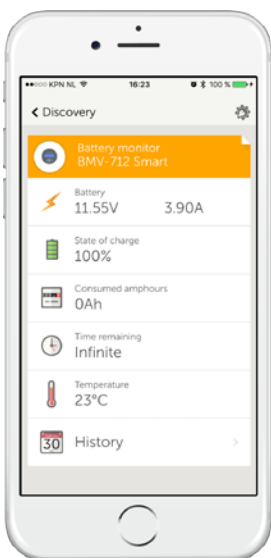 KPN NL 16:23 100 %
Discovery
Battery monitor
BMV-712 Smart
Battery
11.55V 3.90A
State of charge
100%
Consumed amphours
0Ah
Time remaining
Infinite
Temperature
23°C
30 History